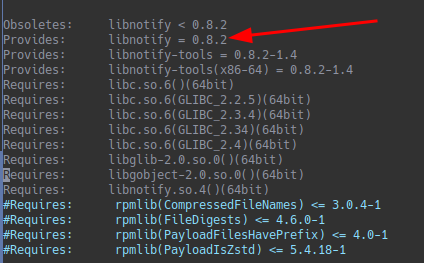 Obsoletes: libnotify < 0.8.2
Provides: libnotify = 0.8.2
Provides: libnotify-tools = 0.8.2-1.4
Provides: libnotify-tools(x86-64) = 0.8.2-1.4
Requires: libc.so.6()(64bit)
Requires: libc.so.6(GLIBC_2.2.5)(64bit)
Requires: libc.so.6(GLIBC_2.3.4)(64bit)
Requires: libc.so.6(GLIBC_2.34)(64bit)
Requires: libc.so.6(GLIBC_2.4)(64bit)
Requires: libglib-2.0.so.0()(64bit)
Requires: libgobject-2.0.so.0()(64bit)
Requires: libnotify.so.4()(64bit)
#Requires: rpmlib(CompressedFileNames) <= 3.0.4-1
#Requires: rpmlib(FileDigests) <= 4.6.0-1
#Requires: rpmlib(PayloadFilesHavePrefix) <= 4.0-1
#Requires: rpmlib(PayloadIsZstd) <= 5.4.18-1